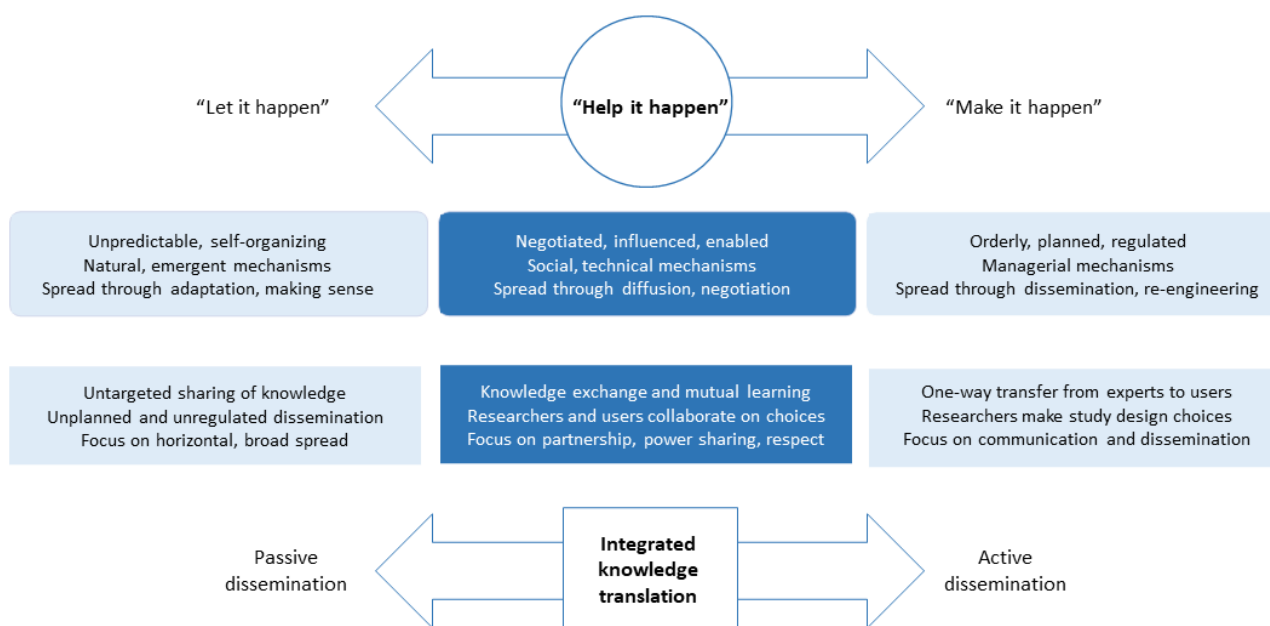 “Let it happen”
“Help it happen”
“Make it happen”
Unpredictable, self-organizing
Natural, emergent mechanisms
Spread through adaptation, making sense
Negotiated, influenced, enabled
Social, technical mechanisms
Spread through diffusion, negotiation
Orderly, planned, regulated
Managerial mechanisms
Spread through dissemination, re-engineering
Untargeted sharing of knowledge
Unplanned and unregulated dissemination
Focus on horizontal, broad spread
Knowledge exchange and mutual learning
Researchers and users collaborate on choices
Focus on partnership, power sharing, respect
One-way transfer from experts to users
Researchers make study design choices
Focus on communication and dissemination
Passive
dissemination
Integrated
knowledge
translation
Active
dissemination